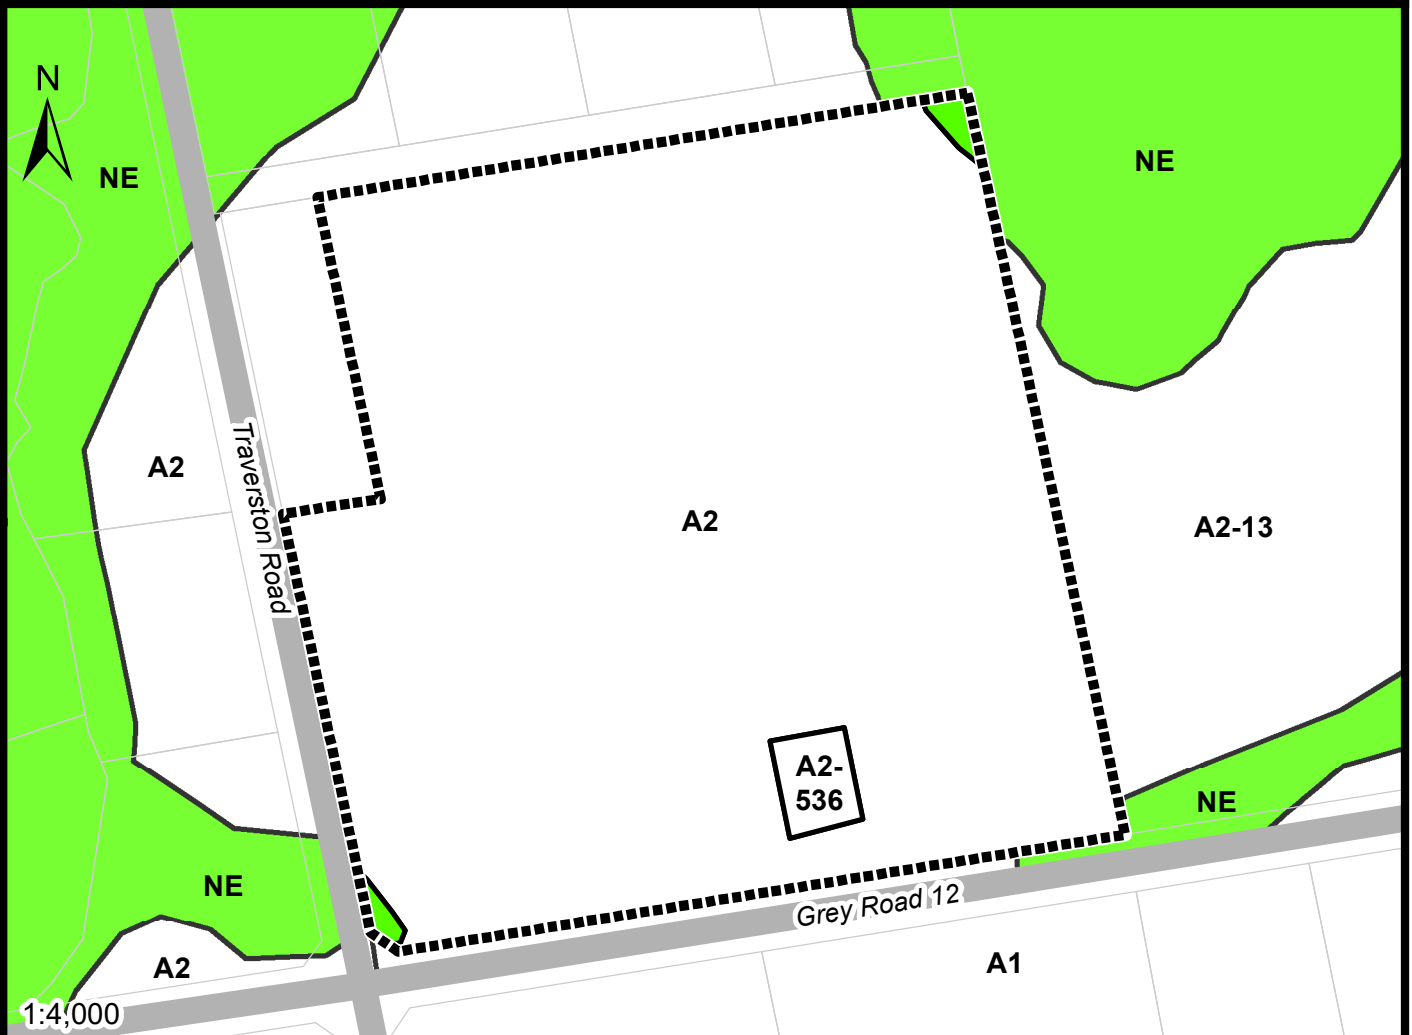 N
NE
NE
A2
Traverston Road
A2
A2-13
A2-
536
NE
NE
Grey Road 12
A2
A1
1:4,000